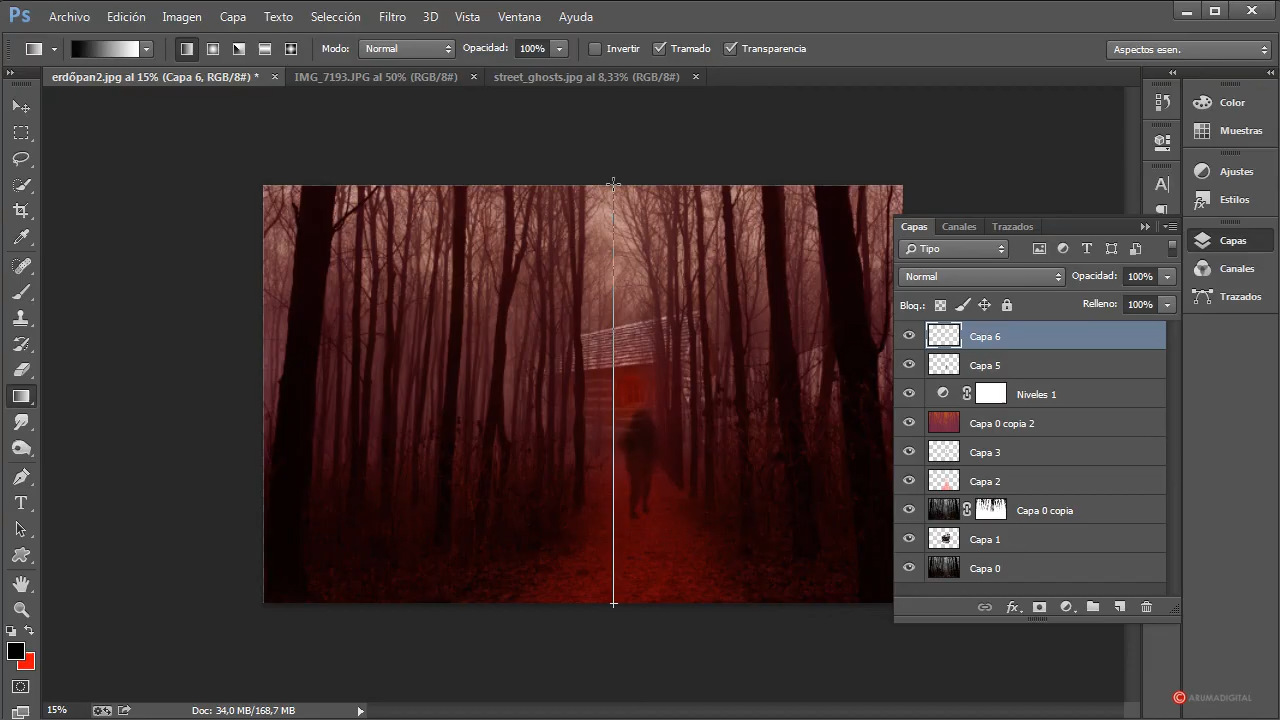 Ps Archivo Edición Imagen Capa Texto Selección Filtro 3D Vista Ventana Ayuda
Modo: Normal Opacidad: 100% Invertir Tramado Transparencia Aspectos esen.
erdőpan2.jpg al 15% (Capa 6, RGB/8#) * × IMG_7193.JPG al 50% (RGB/8#) × street_ghosts.jpg al 8,33% (RGB/8#) ×
Color
Muestras
Ajustes
Estilos
Capas
Canales
Trazados
Capas Canales Trazados
Tipo
Normal Opacidad: 100%
Bloq.: Relleno: 100%
Capa 6
Capa 5
Niveles 1
Capa 0 copia 2
Capa 3
Capa 2
Capa 0 copia
Capa 1
Capa 0
fx
© ARUMADIGITAL
15% Doc: 34,0 MB/168,7 MB